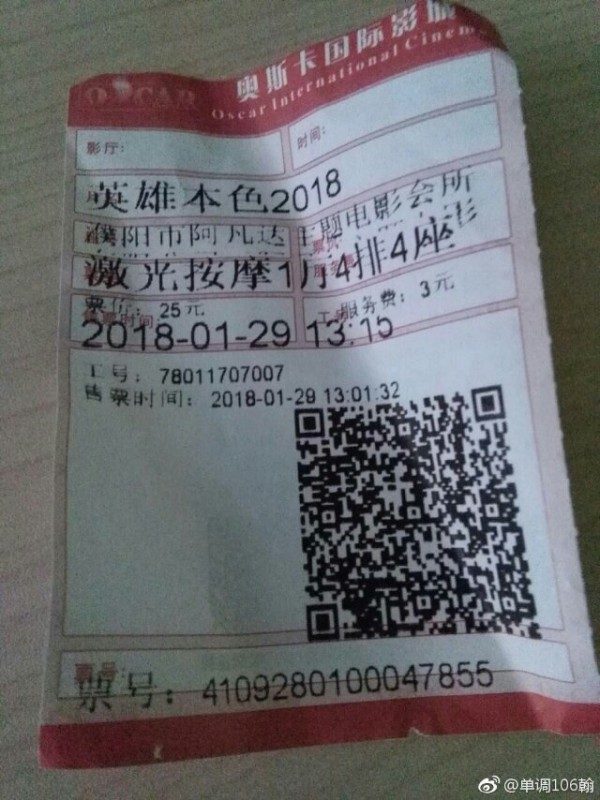 奥斯卡国际影城
OSCAR
Oscar International Cinema
影厅:
时间:
英雄本色2018
濮阳市阿凡达主题电影会所
激光按摩1 4排4座
票价: 25元
服务费: 3元
2018-01-29 13:15
工号: 78011707007
售票时间: 2018-01-29 13:01:32
票号:
票号: 4109280100047855
@单调106翰